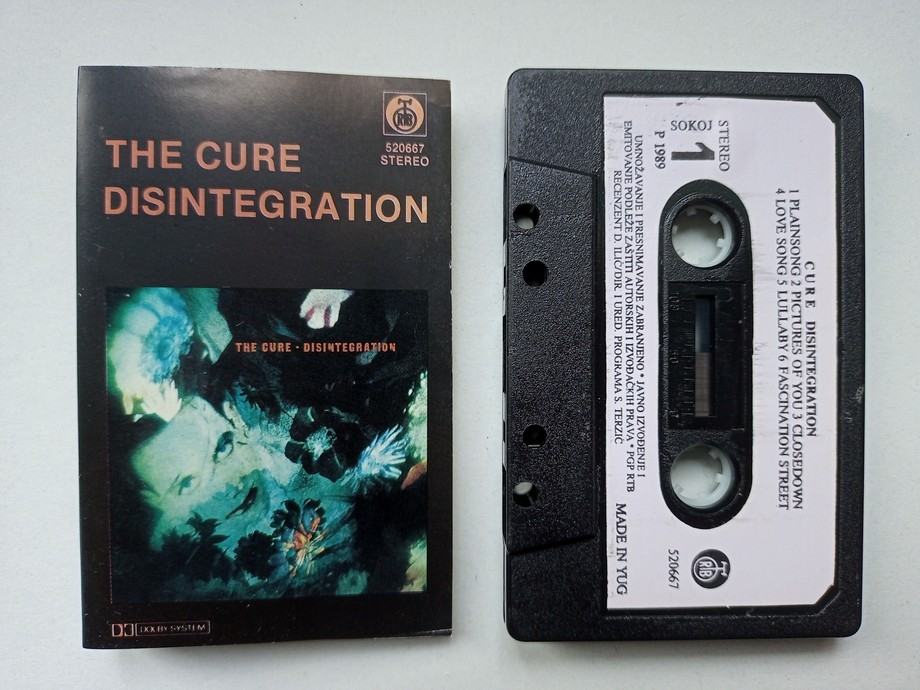 RTB
520667
STEREO
THE CURE
DISINTEGRATION
THE CURE - DISINTEGRATION
DOLBY SYSTEM
CURE DISINTEGRATION
1 PLAINSONG 2 PICTURES OF YOU 3 CLOSEDOWN
4 LOVE SONG 5 LULLABY 6 FASCINATION STREET
STEREO
1
SOKOJ
P 1989
RTB
520667
UMNOŽAVANJE I PRESNIMAVANJE ZABRANJENO * JAVNO IZVOĐENJE I
EMITOVANJE PODLEŽE ZAŠTITI AUTORSKIH I IZVOĐAČKIH PRAVA * PGP RTB
RECENZENT D. ILIĆ/DIR. I URED. PROGRAMA S. TERZIĆ
MADE IN YUG